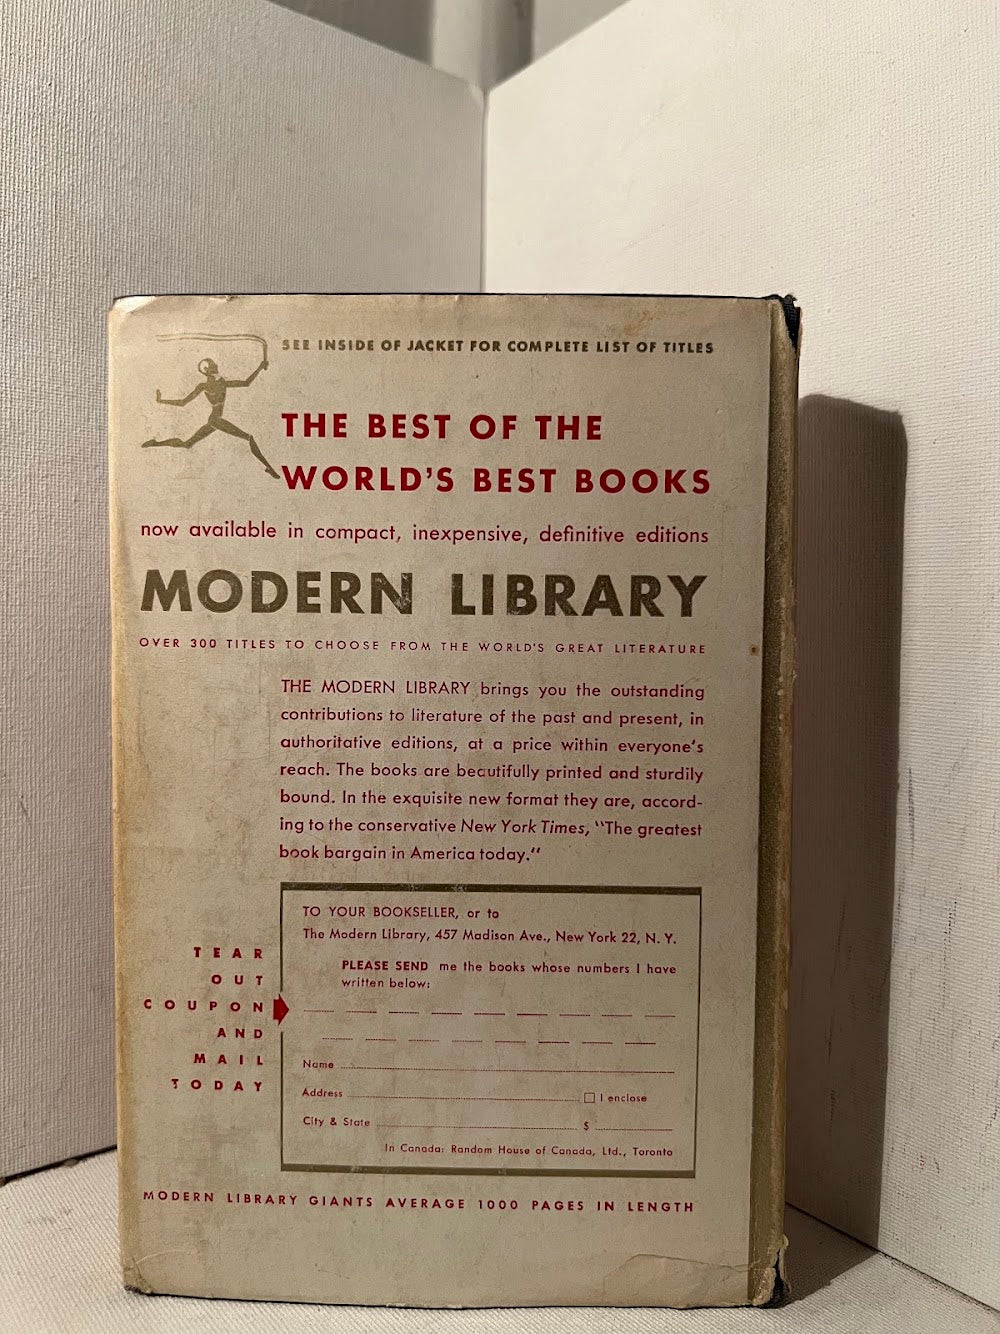 SEE INSIDE OF JACKET FOR COMPLETE LIST OF TITLES
THE BEST OF THE
WORLD'S BEST BOOKS
now available in compact, inexpensive, definitive editions
MODERN LIBRARY
OVER 300 TITLES TO CHOOSE FROM THE WORLD'S GREAT LITERATURE
THE MODERN LIBRARY brings you the outstanding
contributions to literature of the past and present, in
authoritative editions, at a price within everyone's
reach. The books are beautifully printed and sturdily
bound. In the exquisite new format they are, accord-
ing to the conservative New York Times, "The greatest
book bargain in America today."
TEAR
OUT
COUPON
AND
MAIL
TODAY
TO YOUR BOOKSELLER, or to
The Modern Library, 457 Madison Ave., New York 22, N. Y.
PLEASE SEND me the books whose numbers I have
written below:
Name
Address I enclose
City & State $
In Canada: Random House of Canada, Ltd., Toronto
MODERN LIBRARY GIANTS AVERAGE 1000 PAGES IN LENGTH